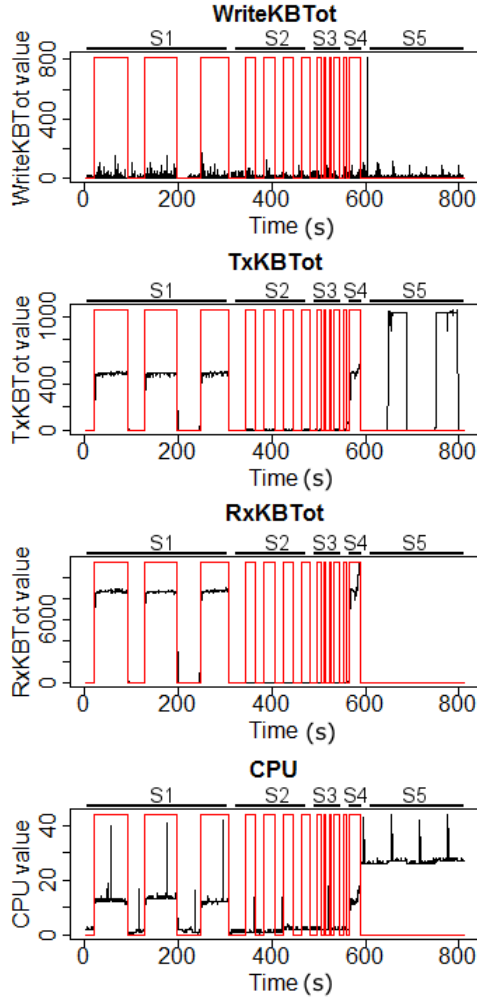 WriteKBTot
S1 S2 S3 S4 S5
WriteKBTot value
800
400
0
0 200 400 600 800
Time (s)
TxKBTot
S1 S2 S3 S4 S5
TxKBTot value
1000
400
0
0 200 400 600 800
Time (s)
RxKBTot
S1 S2 S3 S4 S5
RxKBTot value
6000
0
0 200 400 600 800
Time (s)
CPU
S1 S2 S3 S4 S5
CPU value
40
20
0
0 200 400 600 800
Time (s)